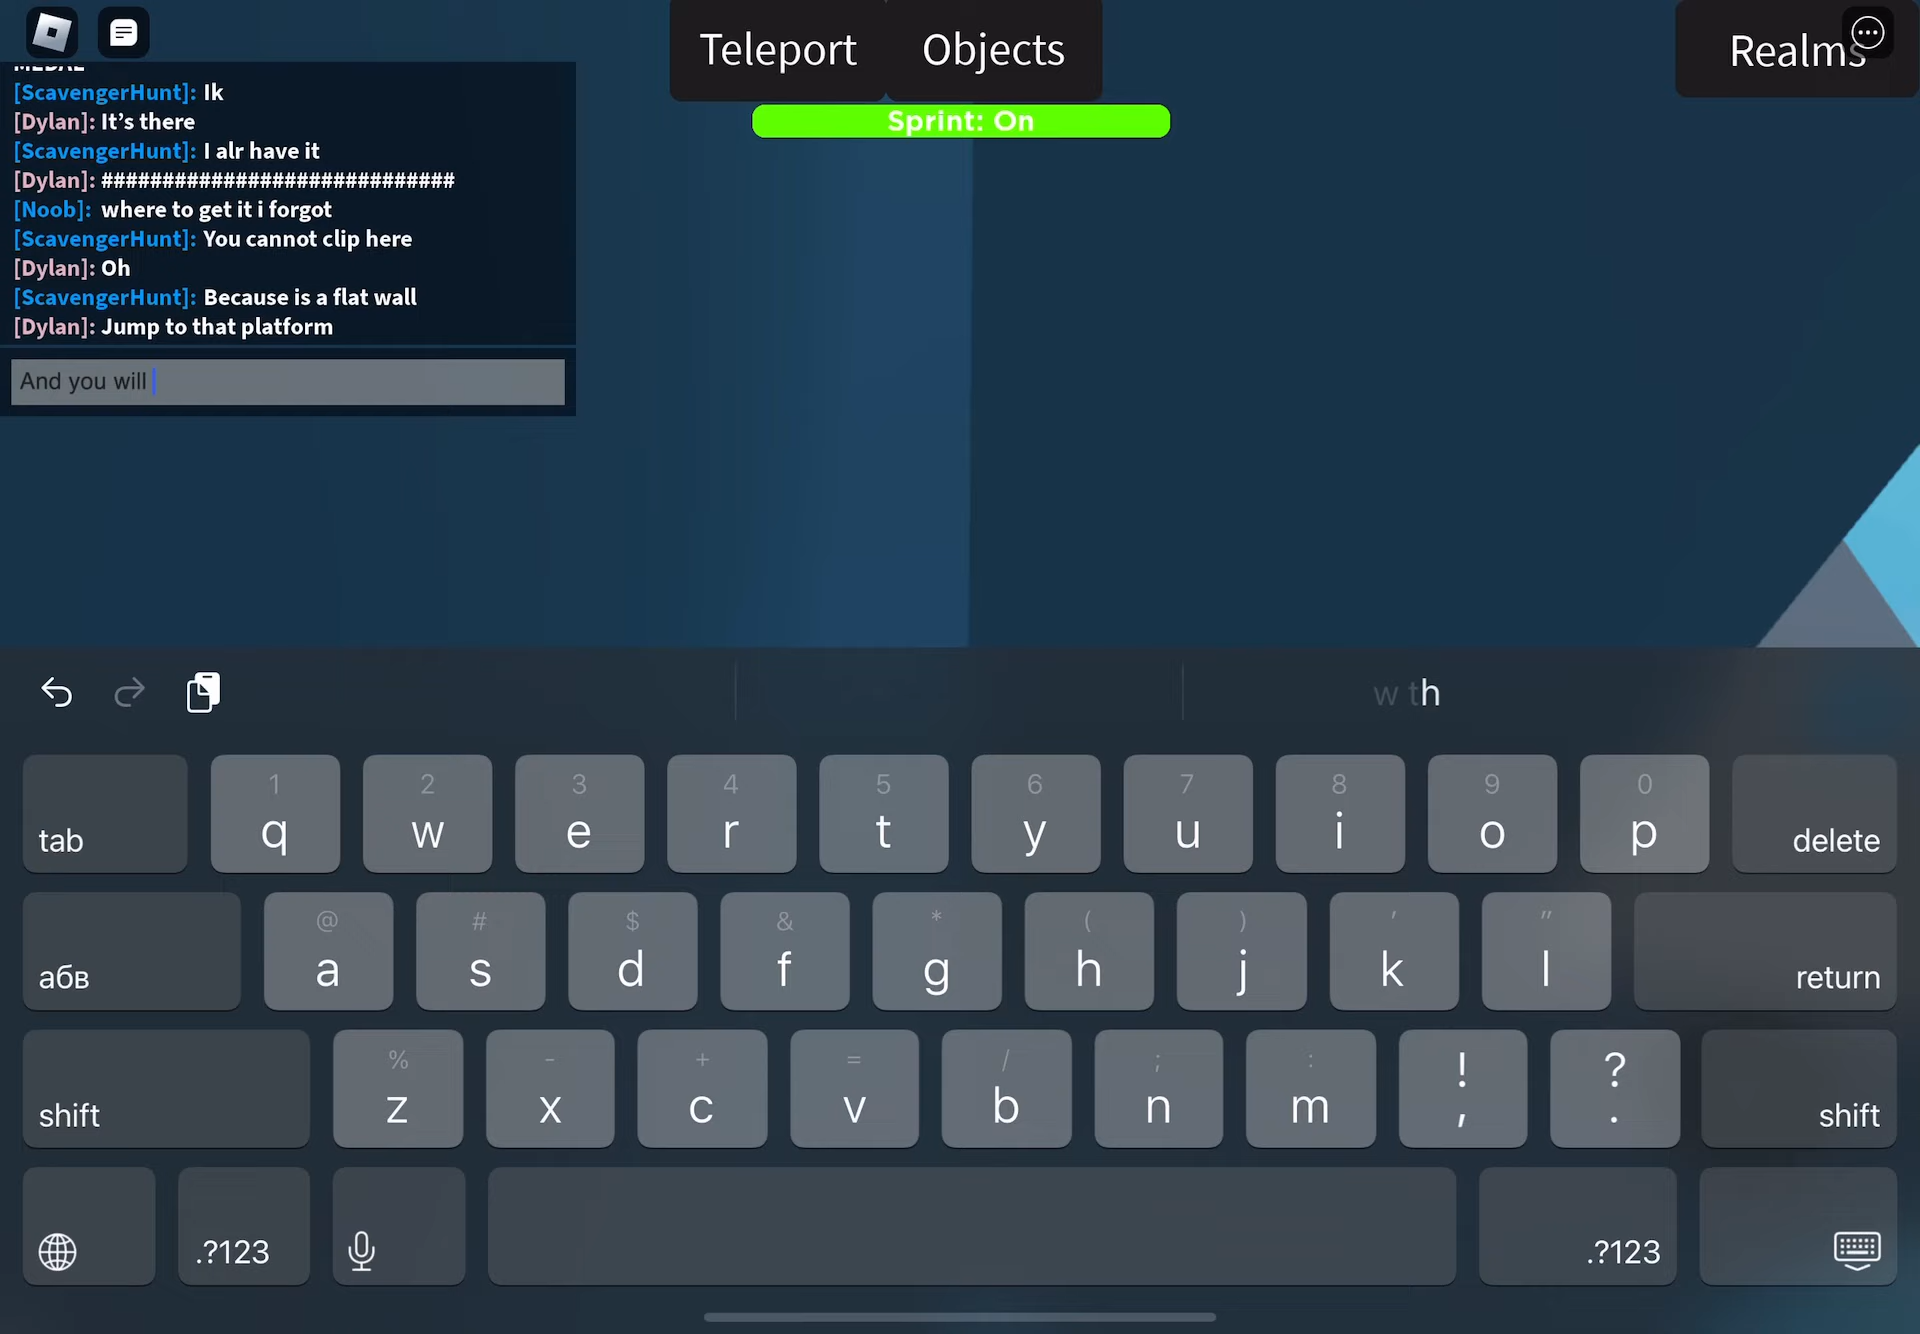 Teleport Objects Realms
Sprint: On
MEDAL
[ScavengerHunt]: Ik
[Dylan]: It’s there
[ScavengerHunt]: I alr have it
[Dylan]: #############################
[Noob]: where to get it i forgot
[ScavengerHunt]: You cannot clip here
[Dylan]: Oh
[ScavengerHunt]: Because is a flat wall
[Dylan]: Jump to that platform
And you will
w th
1 2 3 4 5 6 7 8 9 0
tab q w e r t y u i o p delete
@ # $ & * ( ) ' "
абв a s d f g h j k l return
% - + = / ; : ! ?
shift z x c v b n m , . shift
.?123 .?123